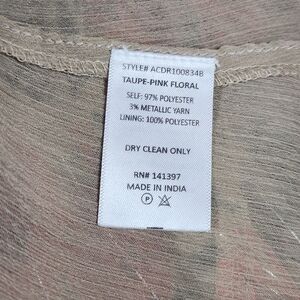 STYLE# ACDR100834B
TAUPE-PINK FLORAL
SELF: 97% POLYESTER
3% METALLIC YARN
LINING: 100% POLYESTER
DRY CLEAN ONLY
RN# 141397
MADE IN INDIA
P